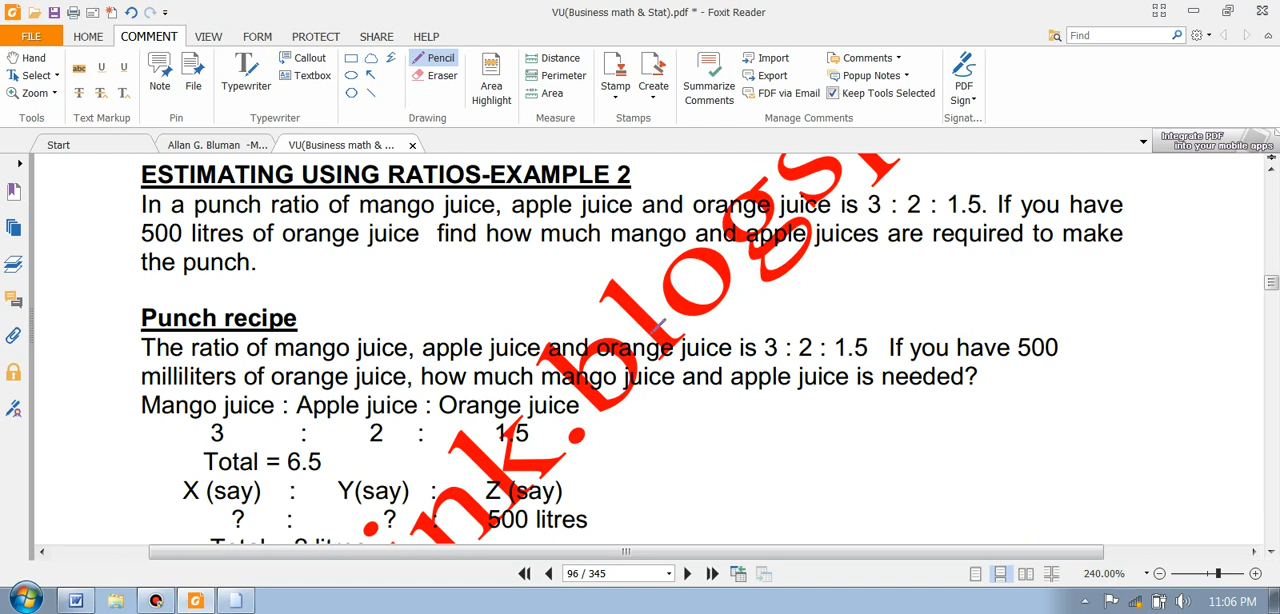 VU(Business math & Stat).pdf * - Foxit Reader
FILE HOME COMMENT VIEW FORM PROTECT SHARE HELP
Find
Hand
Select
Zoom
Tools
abc U U
T T T
Text Markup
Note
File
Pin
Typewriter
Callout
Textbox
Typewriter
Pencil
Eraser
Drawing
Area
Highlight
Distance
Perimeter
Area
Measure
Stamp
Create
Stamps
Summarize
Comments
Import
Export
FDF via Email
Comments
Popup Notes
Keep Tools Selected
Manage Comments
PDF
Sign
Signat...
Start
Allan G. Bluman -M...
VU(Business math & ...
Integrate PDF
into your mobile apps
ESTIMATING USING RATIOS-EXAMPLE 2
In a punch ratio of mango juice, apple juice and orange juice is 3 : 2 : 1.5. If you have
500 litres of orange juice find how much mango and apple juices are required to make
the punch.
Punch recipe
The ratio of mango juice, apple juice and orange juice is 3 : 2 : 1.5 If you have 500
milliliters of orange juice, how much mango juice and apple juice is needed?
Mango juice : Apple juice : Orange juice
3 : 2 : 1.5
Total = 6.5
X (say) : Y(say) : Z (say)
? : ? : 500 litres
ink.blogsp
96 / 345
240.00%
11:06 PM